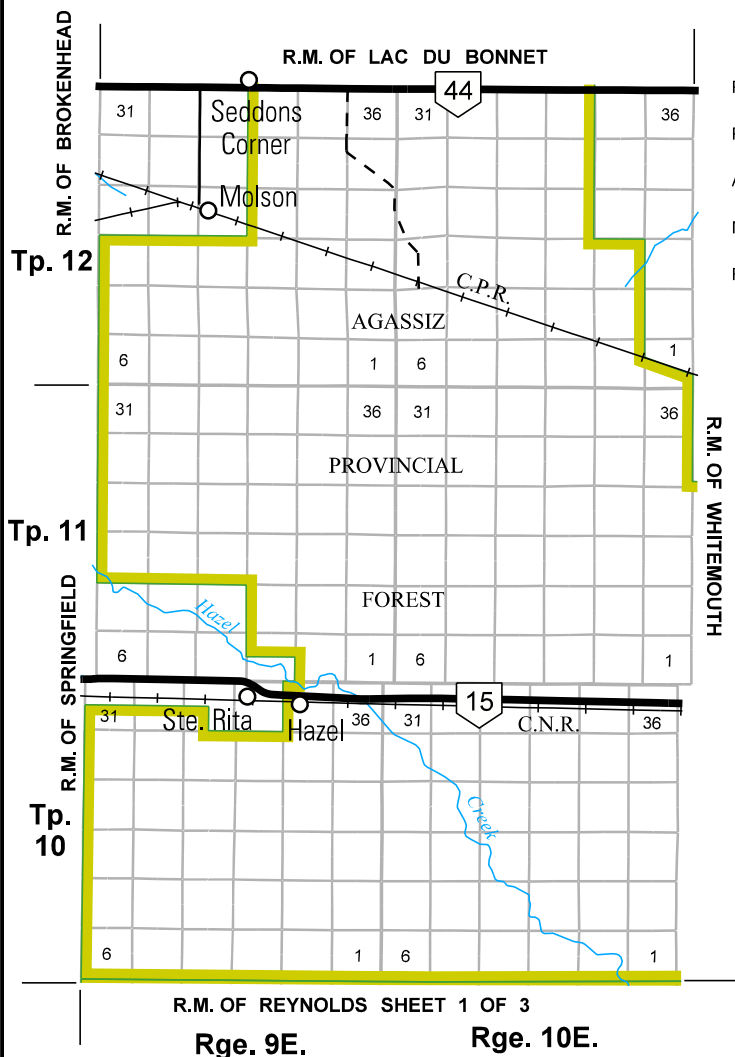 R.M. OF LAC DU BONNET
R.M. OF BROKENHEAD
44
31
Seddons
Corner
36
31
36
Molson
Tp. 12
C.P.R.
AGASSIZ
6
1
6
1
31
36
31
36
PROVINCIAL
R.M. OF WHITEMOUTH
Tp. 11
FOREST
Hazel
6
1
6
1
R.M. OF SPRINGFIELD
15
31
Ste. Rita
Hazel
36
31
C.N.R.
36
Tp.
10
Creek
6
1
6
1
R.M. OF REYNOLDS SHEET 1 OF 3
Rge. 9E.
Rge. 10E.